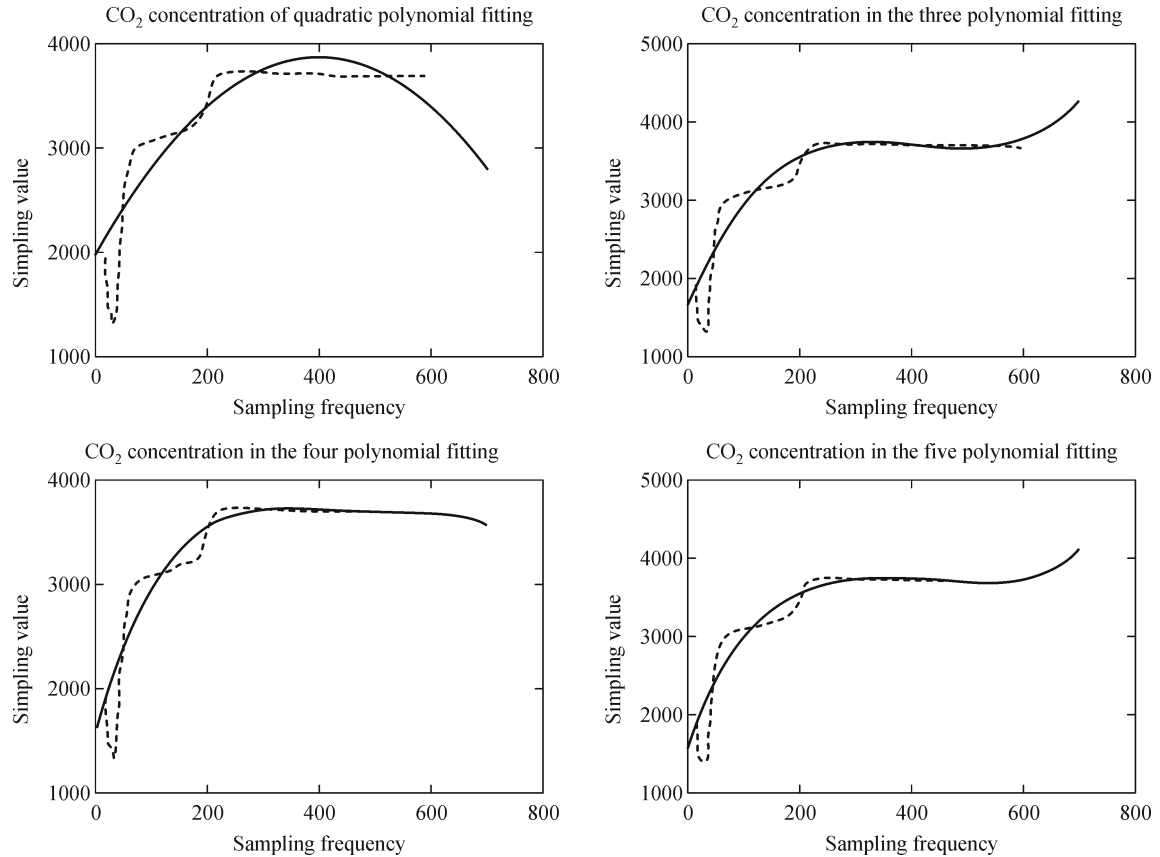 CO₂ concentration of quadratic polynomial fitting
4000
3000
2000
1000
Simpling value
0 200 400 600 800
Sampling frequency
CO₂ concentration in the three polynomial fitting
5000
4000
3000
2000
1000
Simpling value
0 200 400 600 800
Sampling frequency
CO₂ concentration in the four polynomial fitting
4000
3000
2000
1000
Simpling value
0 200 400 600 800
Sampling frequency
CO₂ concentration in the five polynomial fitting
5000
4000
3000
2000
1000
Simpling value
0 200 400 600 800
Sampling frequency